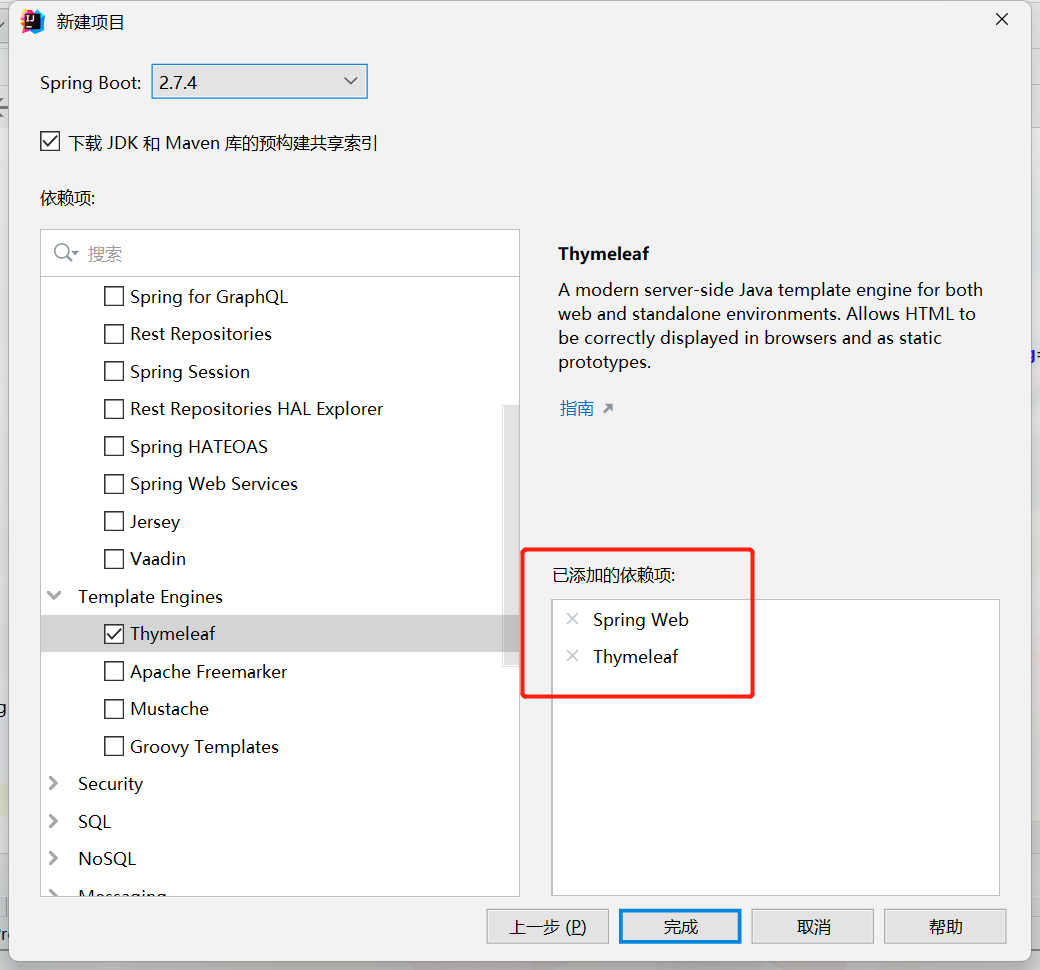 新建项目
Spring Boot:
2.7.4
下载 JDK 和 Maven 库的预构建共享索引
依赖项:
搜索
Spring for GraphQL
Rest Repositories
Spring Session
Rest Repositories HAL Explorer
Spring HATEOAS
Spring Web Services
Jersey
Vaadin
Template Engines
Thymeleaf
Apache Freemarker
Mustache
Groovy Templates
Security
SQL
NoSQL
Messaging
Thymeleaf
A modern server-side Java template engine for both
web and standalone environments. Allows HTML to
be correctly displayed in browsers and as static
prototypes.
指南
已添加的依赖项:
Spring Web
Thymeleaf
上一步 (P)
完成
取消
帮助